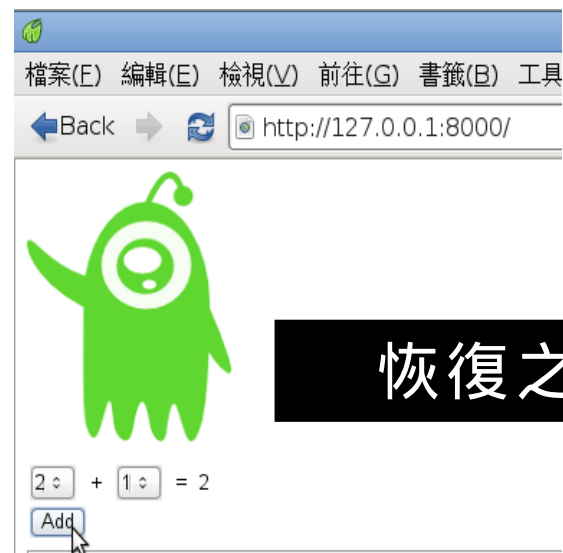 檔案(F) 編輯(E) 檢視(V) 前往(G) 書籤(B) 工具
Back http://127.0.0.1:8000/
恢復之
2 + 1 = 2
Add